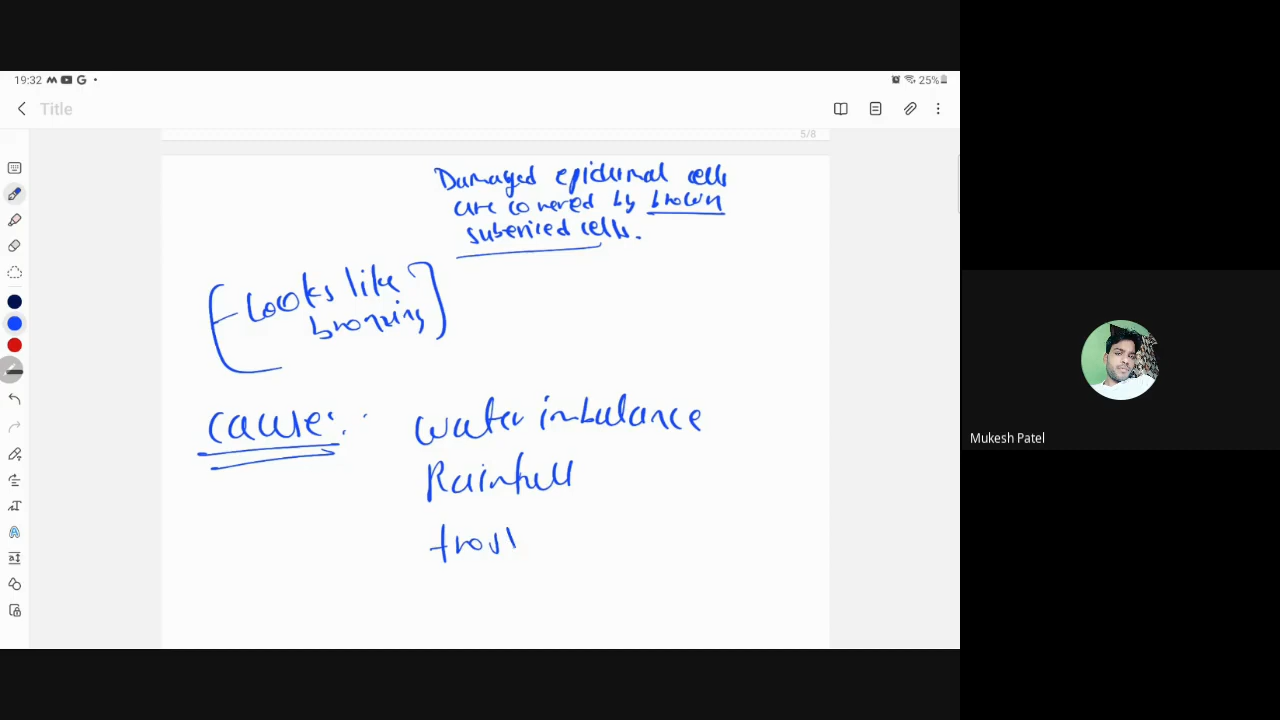 19:32
25%
Title
5/8
Damaged epidermal cells
are covered by brown
subericed cells.
Looks like
bronzing
cause:
water imbalance
Rainfall
frost
Mukesh Patel